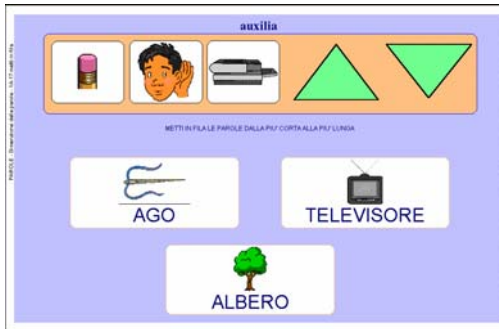 auxilia
METTI IN FILA LE PAROLE DALLA PIU' CORTA ALLA PIU' LUNGA
AGO
TELEVISORE
ALBERO